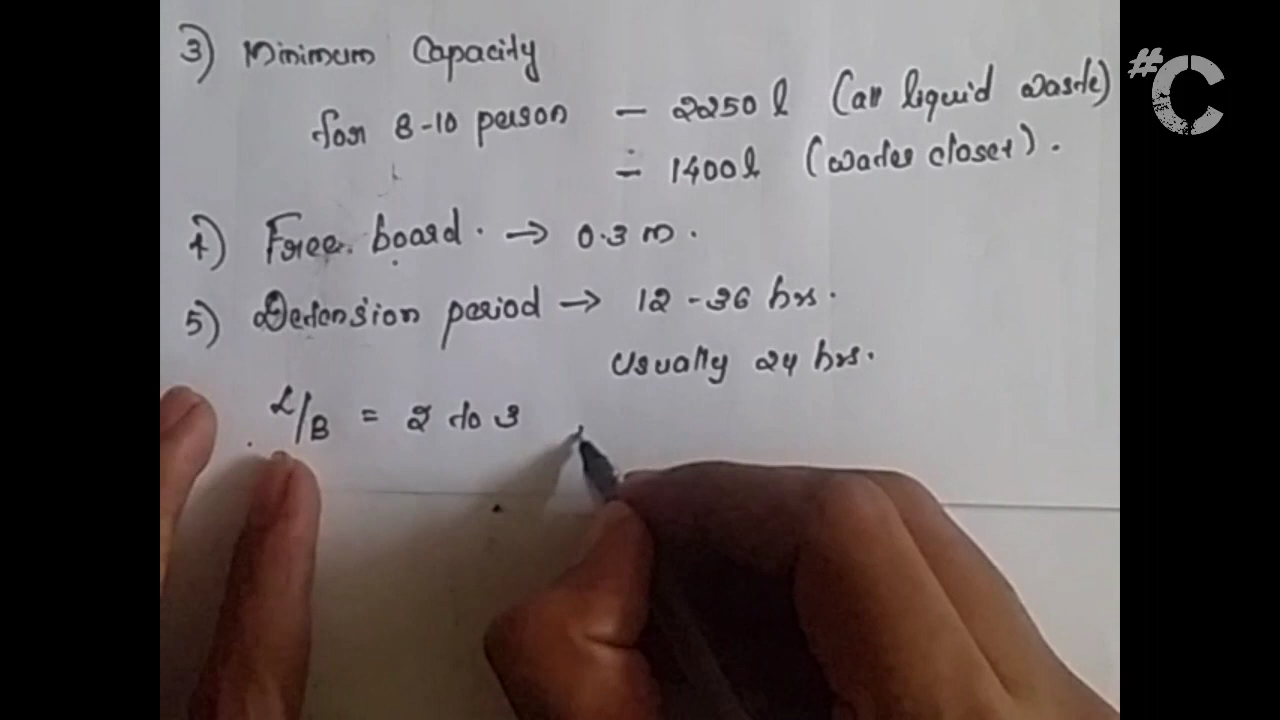 3) Minimum Capacity
for 8-10 person - 2250 l (all liquid waste)
- 1400 l (water closet).
4) Free board. → 0.3 m.
5) Detension period → 12-36 hrs.
Usually 24 hrs.
L/B = 2 to 3
#C